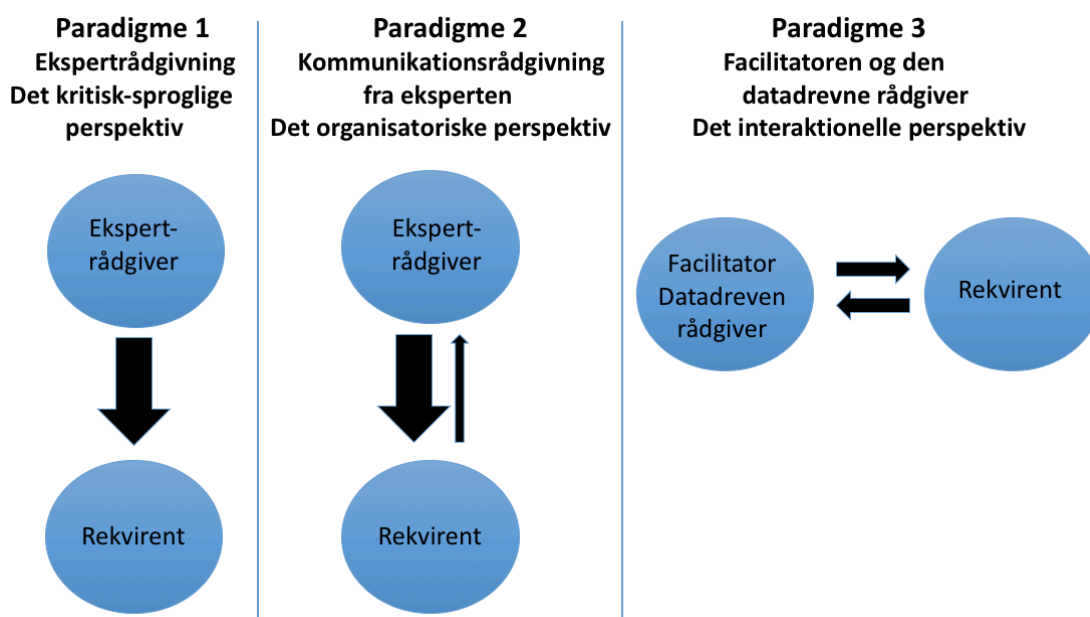 Paradigme 1
Ekspertrådgivning
Det kritisk-sproglige
perspektiv
Ekspert-
rådgiver
Rekvirent
Paradigme 2
Kommunikationsrådgivning
fra eksperten
Det organisatoriske perspektiv
Ekspert-
rådgiver
Rekvirent
Paradigme 3
Facilitatoren og den
datadrevne rådgiver
Det interaktionelle perspektiv
Facilitator
Datadreven
rådgiver
Rekvirent